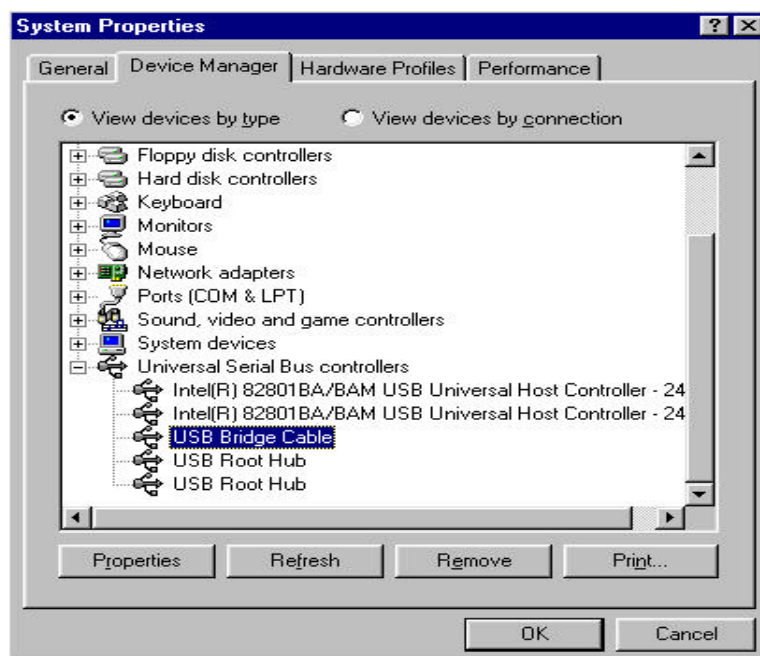 System Properties
General Device Manager Hardware Profiles Performance
View devices by type View devices by connection
Floppy disk controllers
Hard disk controllers
Keyboard
Monitors
Mouse
Network adapters
Ports (COM & LPT)
Sound, video and game controllers
System devices
Universal Serial Bus controllers
Intel(R) 82801BA/BAM USB Universal Host Controller - 24
Intel(R) 82801BA/BAM USB Universal Host Controller - 24
USB Bridge Cable
USB Root Hub
USB Root Hub
Properties Refresh Remove Print...
OK Cancel